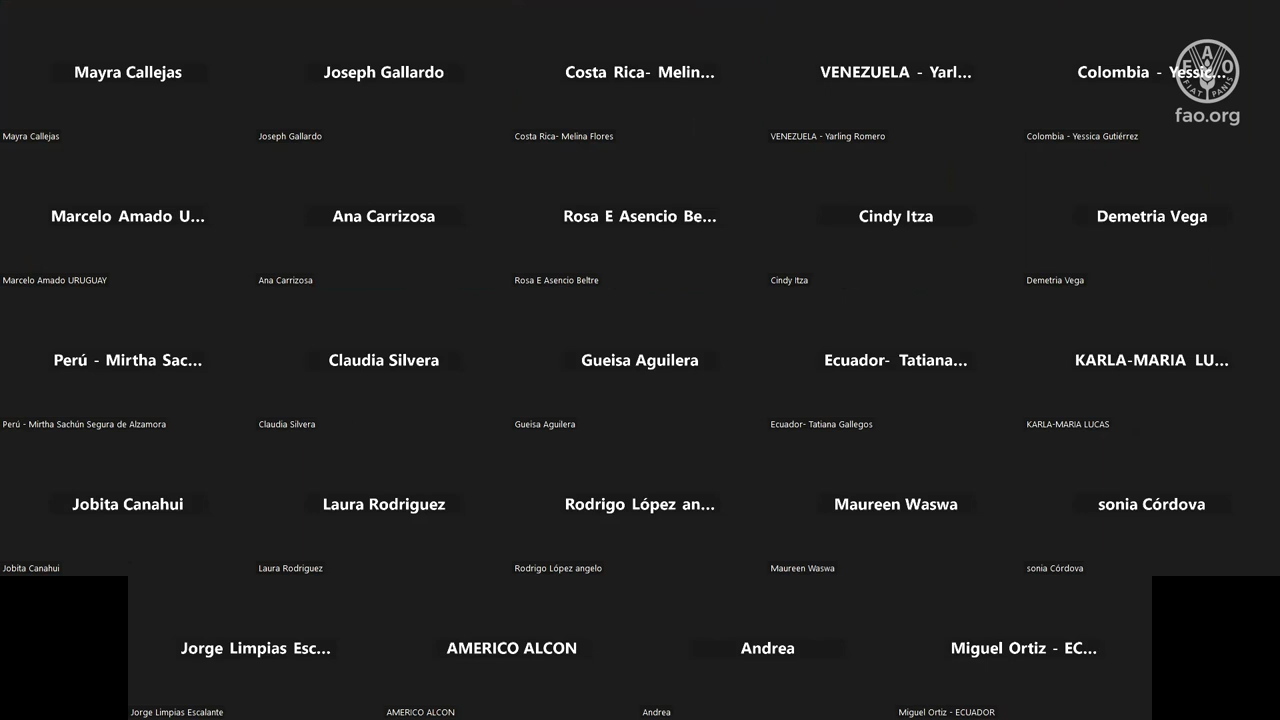 Mayra Callejas
Joseph Gallardo
Costa Rica- Melin...
VENEZUELA - Yarl...
Colombia - Yessic...
FAO
FIAT PANIS
fao.org
Mayra Callejas
Joseph Gallardo
Costa Rica- Melina Flores
VENEZUELA - Yarling Romero
Colombia - Yessica Gutiérrez
Marcelo Amado U...
Ana Carrizosa
Rosa E Asencio Be...
Cindy Itza
Demetria Vega
Marcelo Amado URUGUAY
Ana Carrizosa
Rosa E Asencio Beltre
Cindy Itza
Demetria Vega
Perú - Mirtha Sac...
Claudia Silvera
Gueisa Aguilera
Ecuador- Tatiana...
KARLA-MARIA LU...
Perú - Mirtha Sachún Segura de Alzamora
Claudia Silvera
Gueisa Aguilera
Ecuador- Tatiana Gallegos
KARLA-MARIA LUCAS
Jobita Canahui
Laura Rodriguez
Rodrigo López an...
Maureen Waswa
sonia Córdova
Jobita Canahui
Laura Rodriguez
Rodrigo López angelo
Maureen Waswa
sonia Córdova
Jorge Limpias Esc...
AMERICO ALCON
Andrea
Miguel Ortiz - EC...
Jorge Limpias Escalante
AMERICO ALCON
Andrea
Miguel Ortiz - ECUADOR